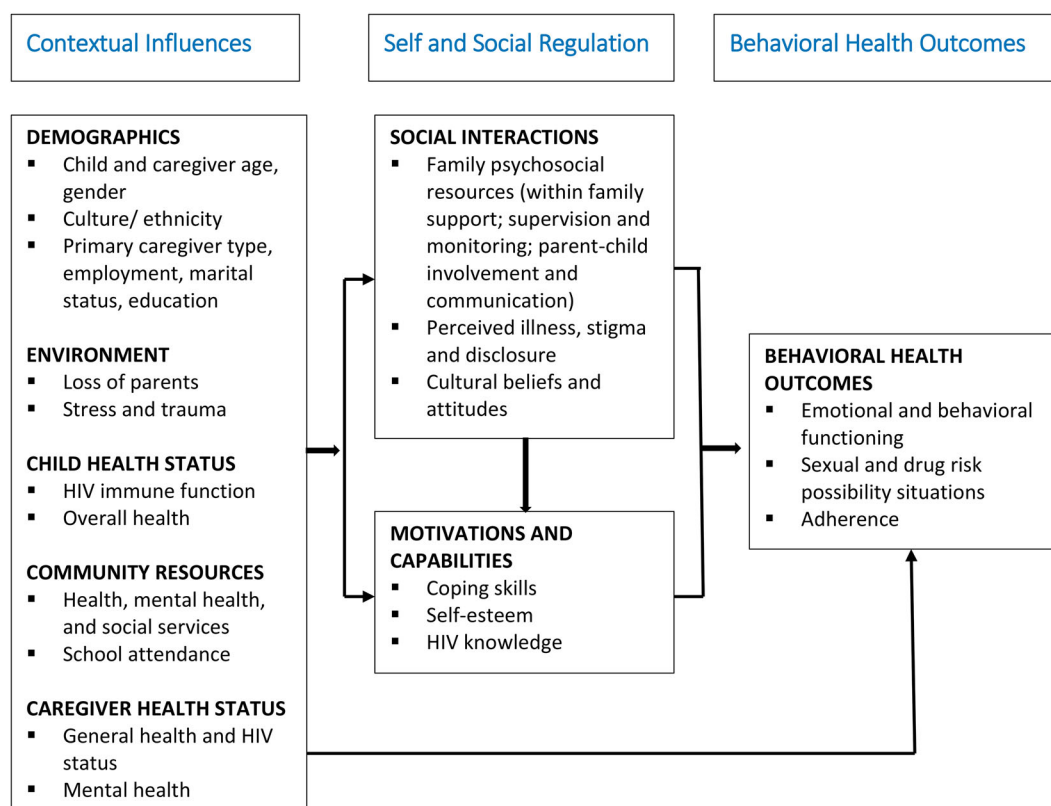 Contextual Influences
Self and Social Regulation
Behavioral Health Outcomes
DEMOGRAPHICS
▪ Child and caregiver age,
gender
▪ Culture/ ethnicity
▪ Primary caregiver type,
employment, marital
status, education
ENVIRONMENT
▪ Loss of parents
▪ Stress and trauma
CHILD HEALTH STATUS
▪ HIV immune function
▪ Overall health
COMMUNITY RESOURCES
▪ Health, mental health,
and social services
▪ School attendance
CAREGIVER HEALTH STATUS
▪ General health and HIV
status
▪ Mental health
SOCIAL INTERACTIONS
▪ Family psychosocial
resources (within family
support; supervision and
monitoring; parent-child
involvement and
communication)
▪ Perceived illness, stigma
and disclosure
▪ Cultural beliefs and
attitudes
MOTIVATIONS AND
CAPABILITIES
▪ Coping skills
▪ Self-esteem
▪ HIV knowledge
BEHAVIORAL HEALTH
OUTCOMES
▪ Emotional and behavioral
functioning
▪ Sexual and drug risk
possibility situations
▪ Adherence